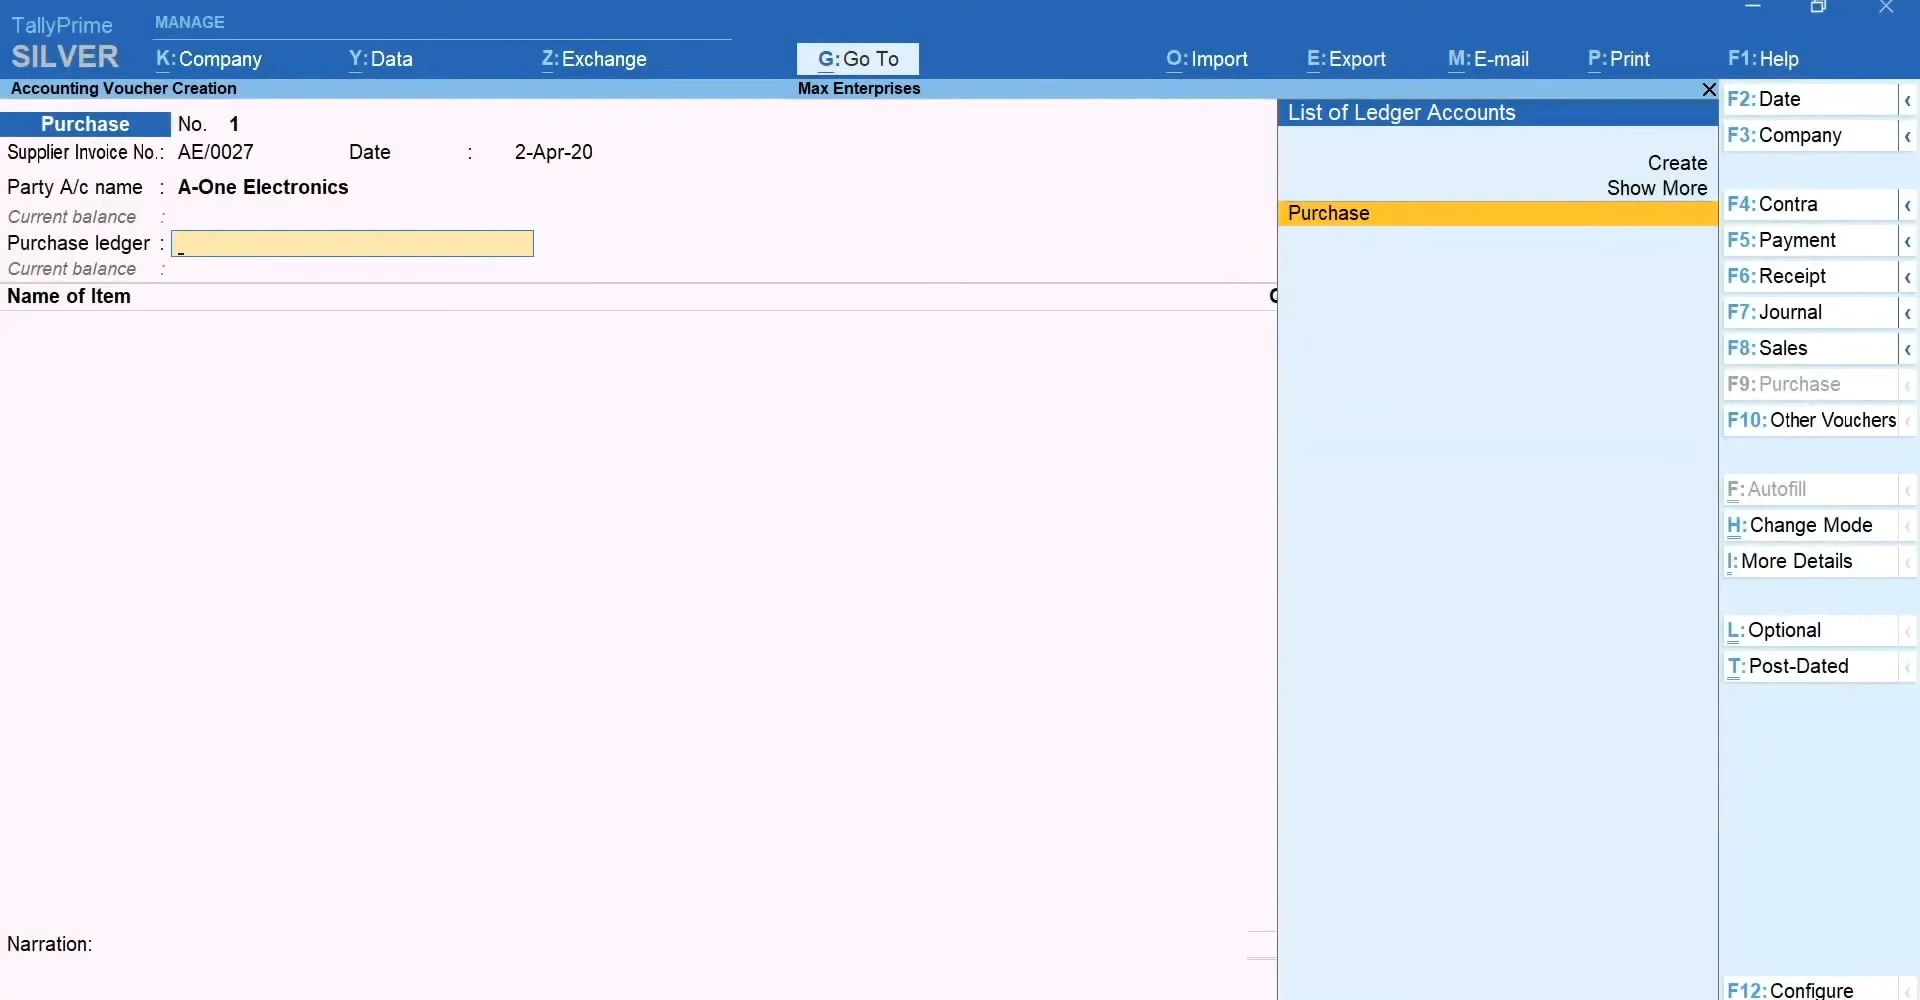 TallyPrime
MANAGE
SILVER
K: Company
Y: Data
Z: Exchange
G: Go To
O: Import
E: Export
M: E-mail
P: Print
F1: Help
Accounting Voucher Creation
Max Enterprises
Purchase No. 1
Supplier Invoice No.: AE/0027 Date : 2-Apr-20
Party A/c name : A-One Electronics
Current balance :
Purchase ledger :
Current balance :
Name of Item
Narration:
List of Ledger Accounts
Create
Show More
Purchase
F2: Date
F3: Company
F4: Contra
F5: Payment
F6: Receipt
F7: Journal
F8: Sales
F9: Purchase
F10: Other Vouchers
F: Autofill
H: Change Mode
I: More Details
L: Optional
T: Post-Dated
F12: Configure